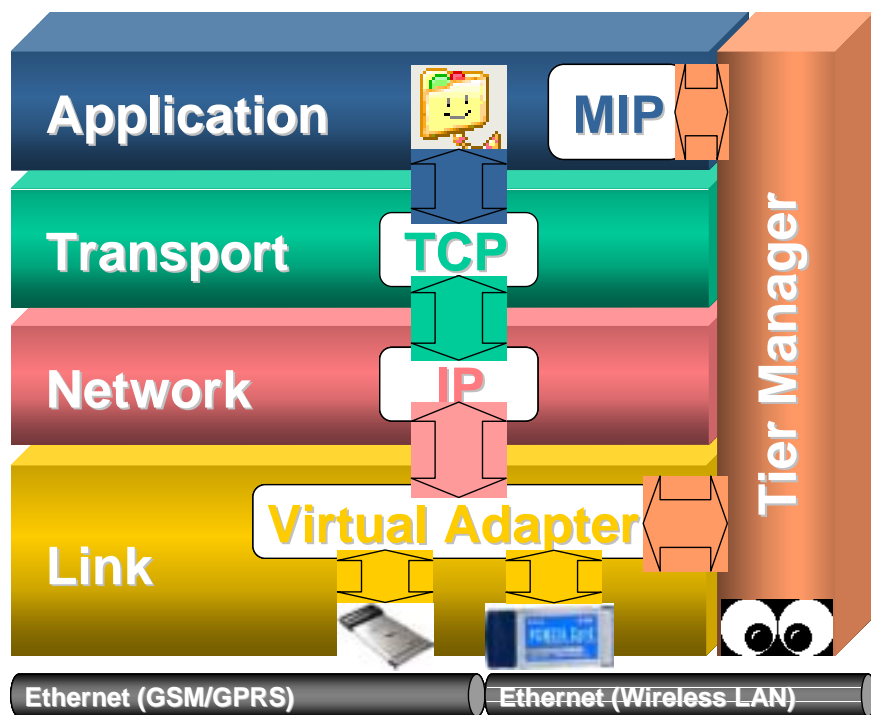 Application
MIP
Transport
TCP
Tier Manager
Network
IP
Virtual Adapter
Link
Ethernet (GSM/GPRS)
Ethernet (Wireless LAN)